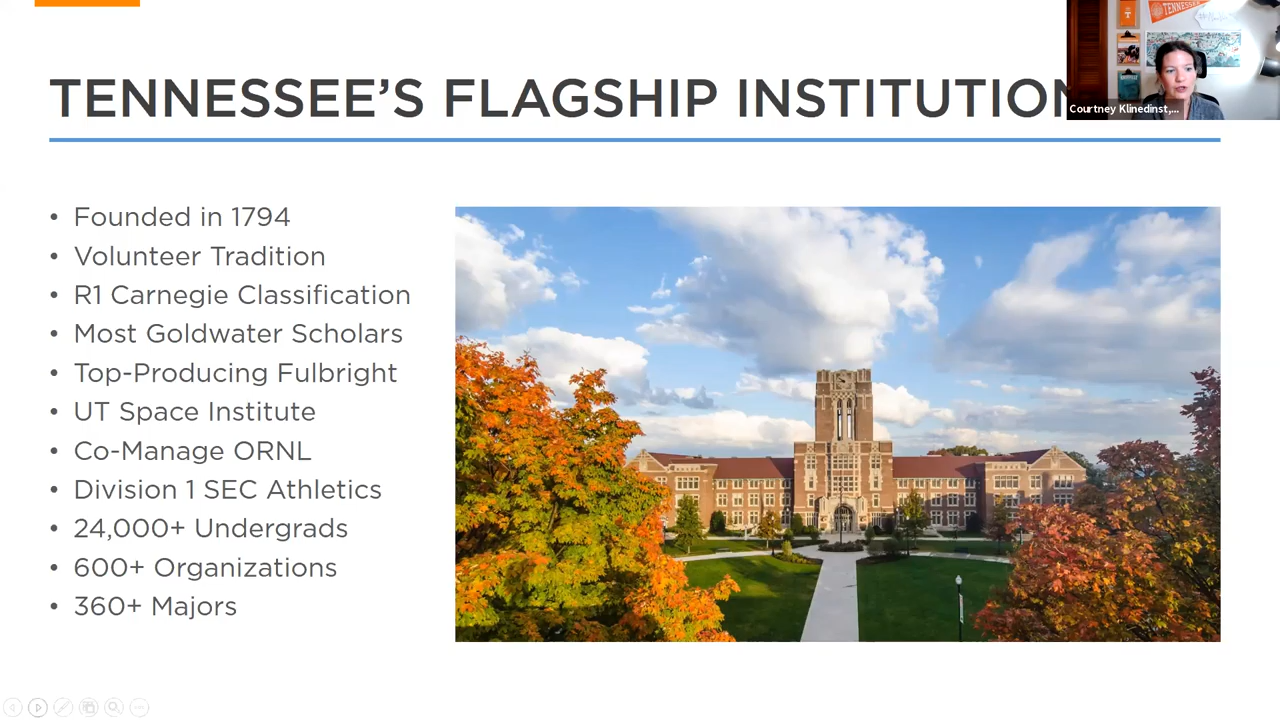 TENNESSEE
TENNESSEE’S FLAGSHIP INSTITUTION
Courtney Klinedinst,...
• Founded in 1794
• Volunteer Tradition
• R1 Carnegie Classification
• Most Goldwater Scholars
• Top-Producing Fulbright
• UT Space Institute
• Co-Manage ORNL
• Division 1 SEC Athletics
• 24,000+ Undergrads
• 600+ Organizations
• 360+ Majors